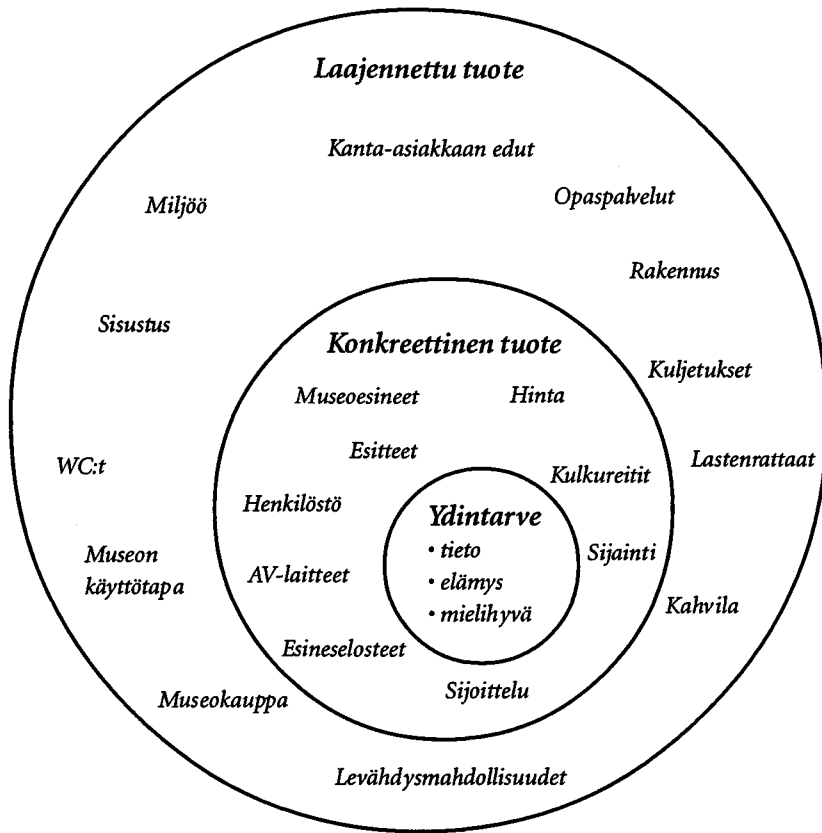 Laajennettu tuote
Kanta-asiakkaan edut
Miljöö
Opaspalvelut
Rakennus
Sisustus
Konkreettinen tuote
Kuljetukset
Museoesineet
Hinta
Esitteet
WC:t
Kulkureitit
Lastenrattaat
Henkilöstö
Ydintarve
• tieto
• elämys
• mielihyvä
Sijainti
Museon
käyttötapa
AV-laitteet
Kahvila
Esineselosteet
Sijoittelu
Museokauppa
Levähdysmahdollisuudet